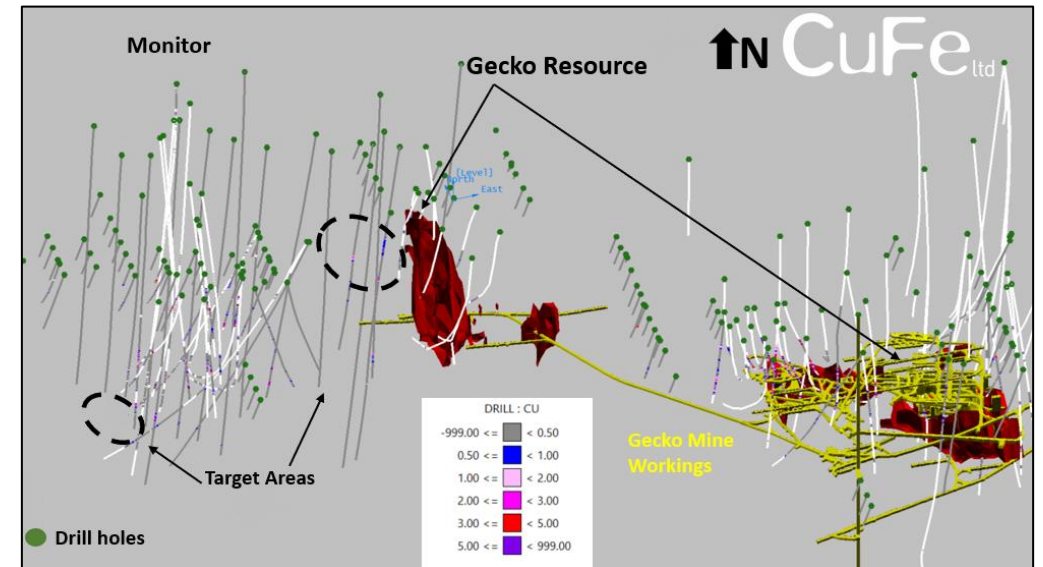 Monitor
Gecko Resource
N
CuFe ltd
[Level]
North
East
Target Areas
Gecko Mine
Workings
Drill holes
DRILL : CU
-999.00 <= < 0.50
0.50 <= < 1.00
1.00 <= < 2.00
2.00 <= < 3.00
3.00 <= < 5.00
5.00 <= < 999.00